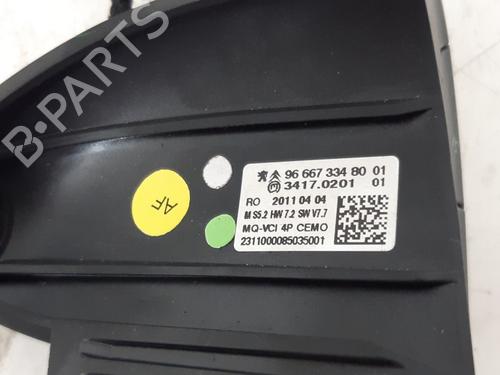 B-PARTS
AF
96 667 334 80 01
3417.0201 01
RO 2011 04 04
M S5.2 HW 7.2 SW V7.7
MQ-VCI 4P CEMO
2311000085035001